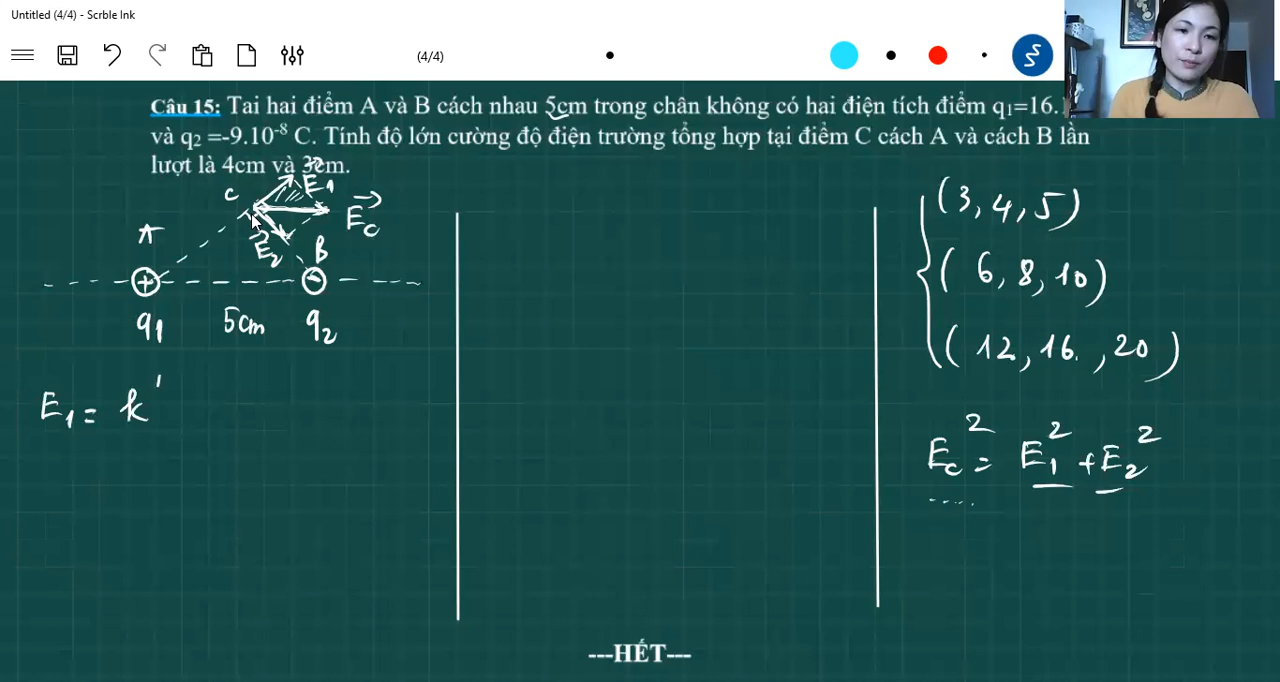 Untitled (4/4) - Scrble Ink
(4/4)
Câu 15: Tại hai điểm A và B cách nhau 5cm trong chân không có hai điện tích điểm q₁=16.
và q₂ =-9.10⁻⁸ C. Tính độ lớn cường độ điện trường tổng hợp tại điểm C cách A và cách B lần
lượt là 4cm và 3cm.
C E₁
E_C
A E₂ B
+ -
q₁ 5cm q₂
E₁ = k
(3, 4, 5)
(6, 8, 10)
(12, 16, 20)
E_C² = E₁² + E₂²
---HẾT---